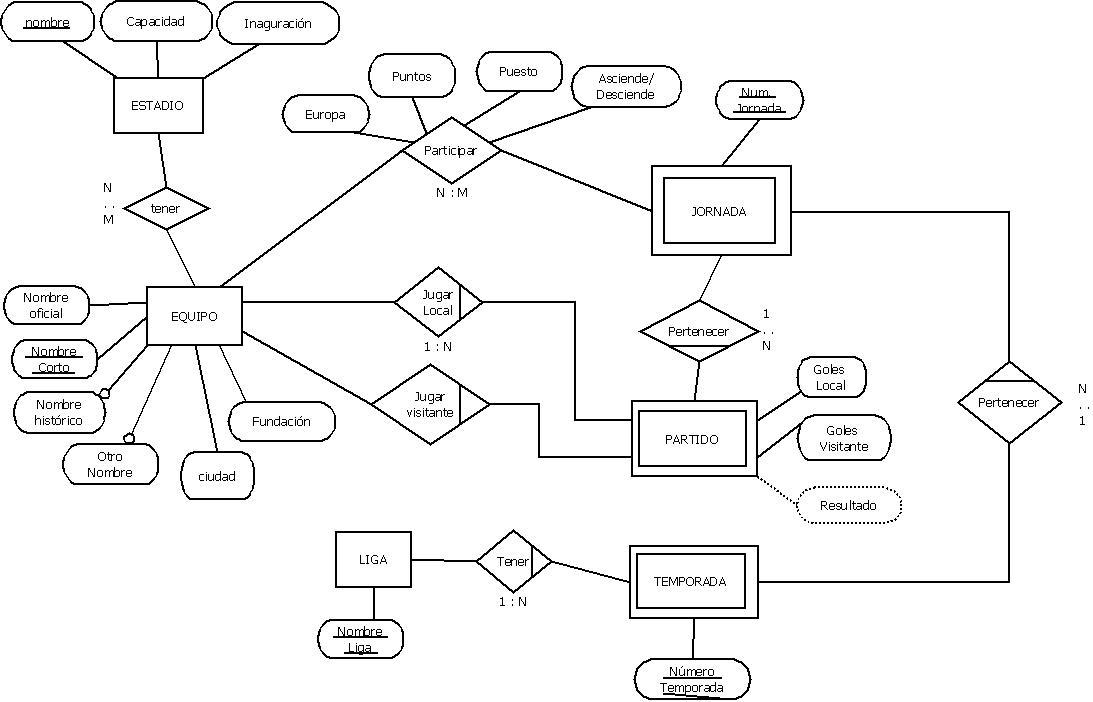 nombre
Capacidad
Inaguración
ESTADIO
Puntos
Puesto
Asciende/
Desciende
Europa
Participar
N : M
Num.
Jornada
JORNADA
N
. .
M
tener
Nombre
oficial
EQUIPO
Nombre
Corto
Nombre
histórico
Otro
Nombre
ciudad
Fundación
Jugar
Local
1 : N
Jugar
visitante
Pertenecer
1
. .
N
Goles
Local
Goles
Visitante
PARTIDO
Resultado
Pertenecer
N
. .
1
LIGA
Tener
1 : N
TEMPORADA
Nombre
Liga
Número
Temporada